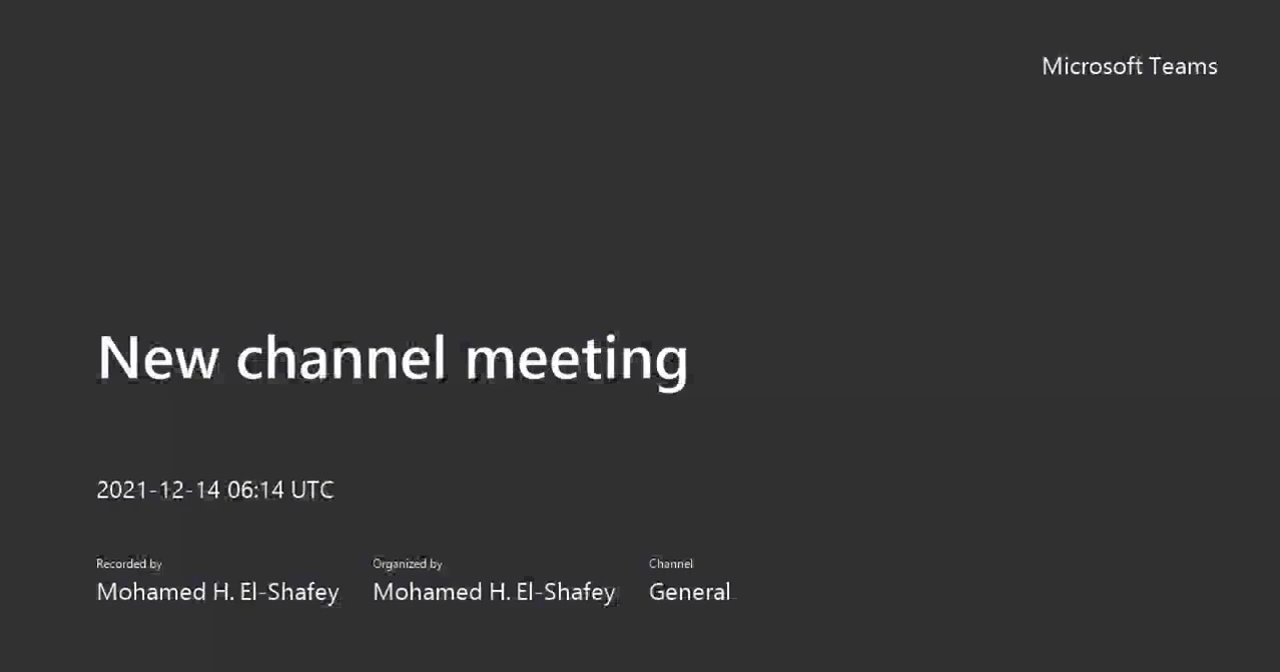 Microsoft Teams
New channel meeting
2021-12-14 06:14 UTC
Recorded by Organized by Channel
Mohamed H. El-Shafey Mohamed H. El-Shafey General